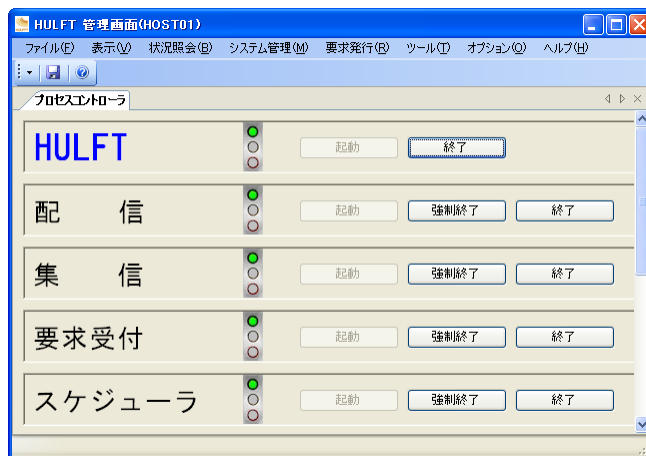 HULFT 管理画面(HOST01)
ファイル(F) 表示(V) 状況照会(B) システム管理(M) 要求発行(R) ツール(T) オプション(O) ヘルプ(H)
プロセスコントローラ
HULFT 起動 終了
配　信 起動 強制終了 終了
集　信 起動 強制終了 終了
要求受付 起動 強制終了 終了
スケジューラ 起動 強制終了 終了